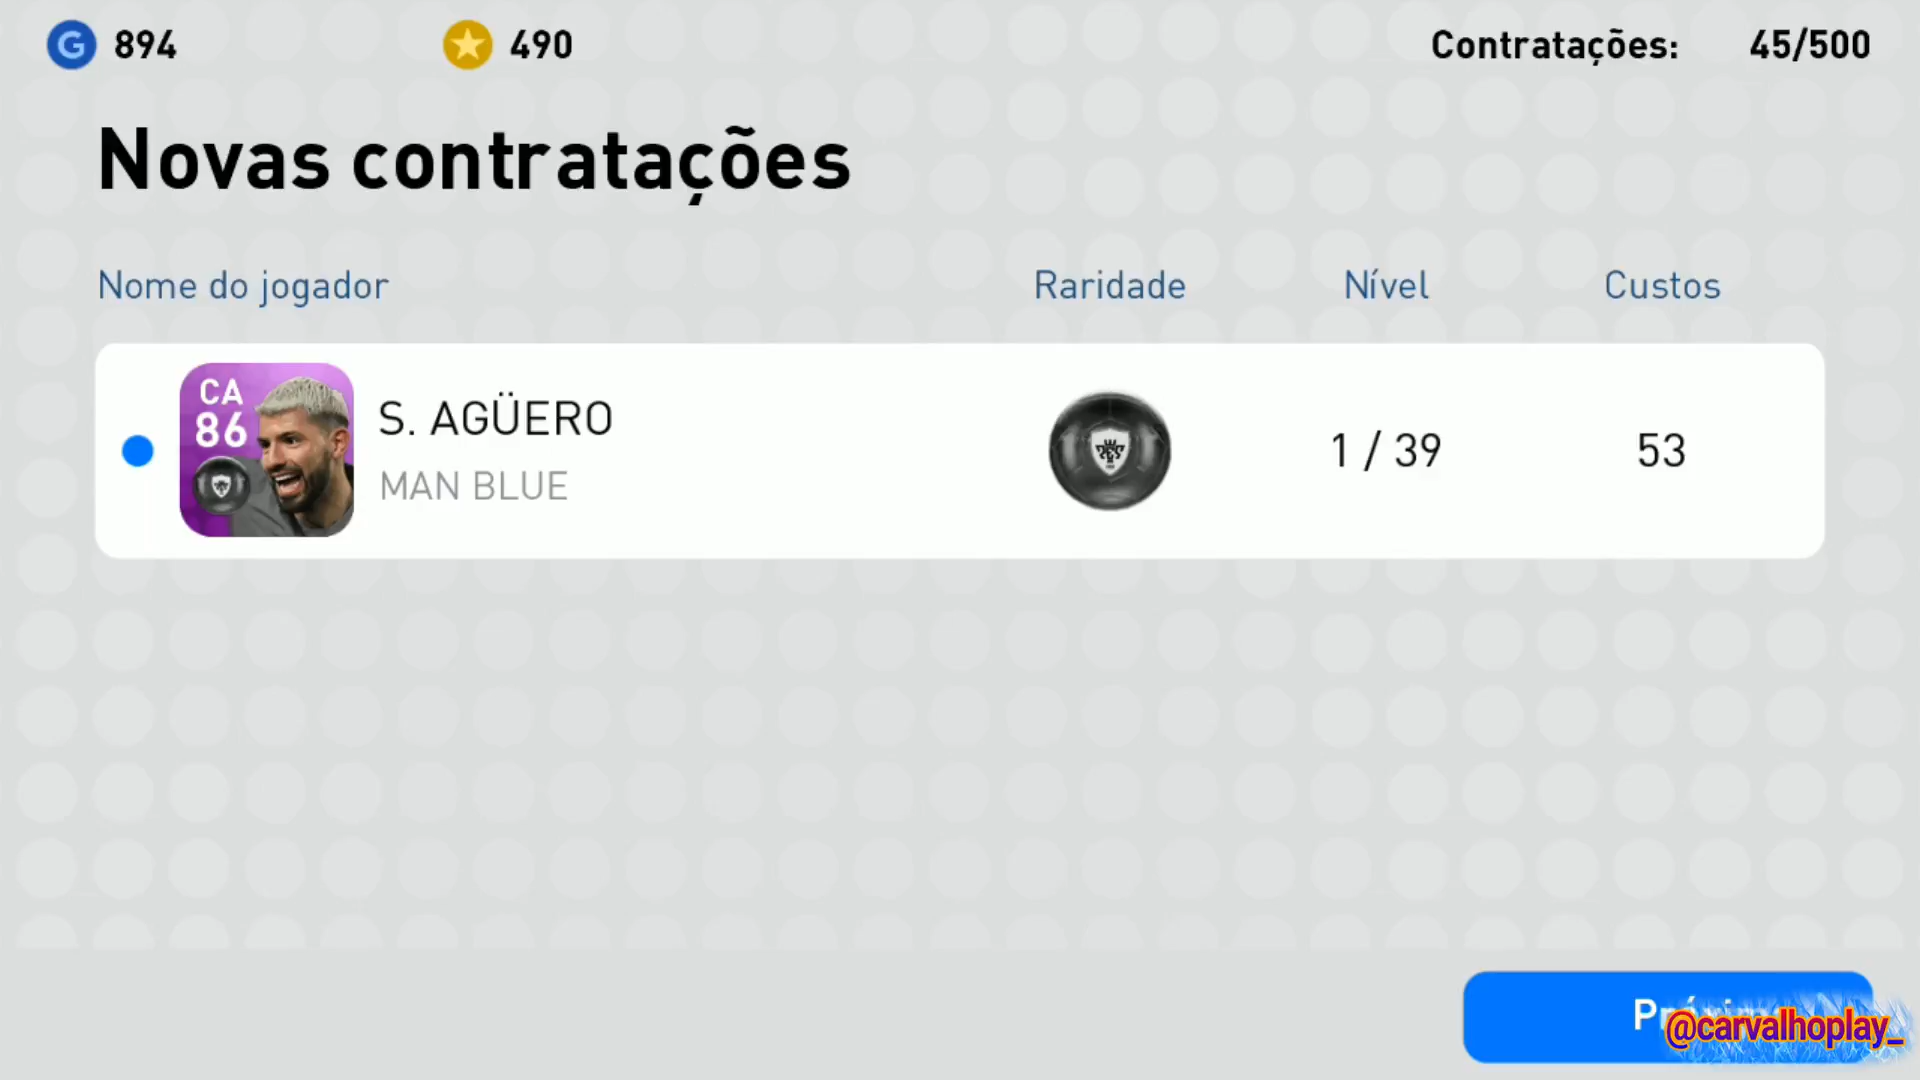 894
490
Contratações: 45/500
Novas contratações
Nome do jogador Raridade Nível Custos
CA
86
S. AGÜERO
MAN BLUE
1 / 39
53
@carvalhoplay_